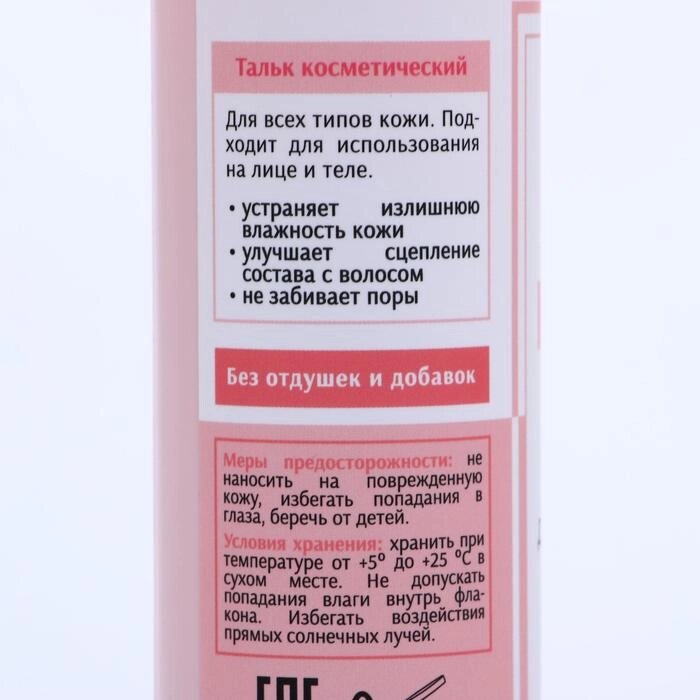 Тальк косметический
Для всех типов кожи. Под-
ходит для использования
на лице и теле.
• устраняет излишнюю
влажность кожи
• улучшает сцепление
состава с волосом
• не забивает поры
Без отдушек и добавок
Меры предосторожности: не
наносить на поврежденную
кожу, избегать попадания в
глаза, беречь от детей.
Условия хранения: хранить при
температуре от +5º до +25 ºС в
сухом месте. Не допускать
попадания влаги внутрь фла-
кона. Избегать воздействия
прямых солнечных лучей.